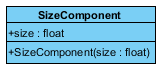 SizeComponent
+size : float
+SizeComponent(size : float)